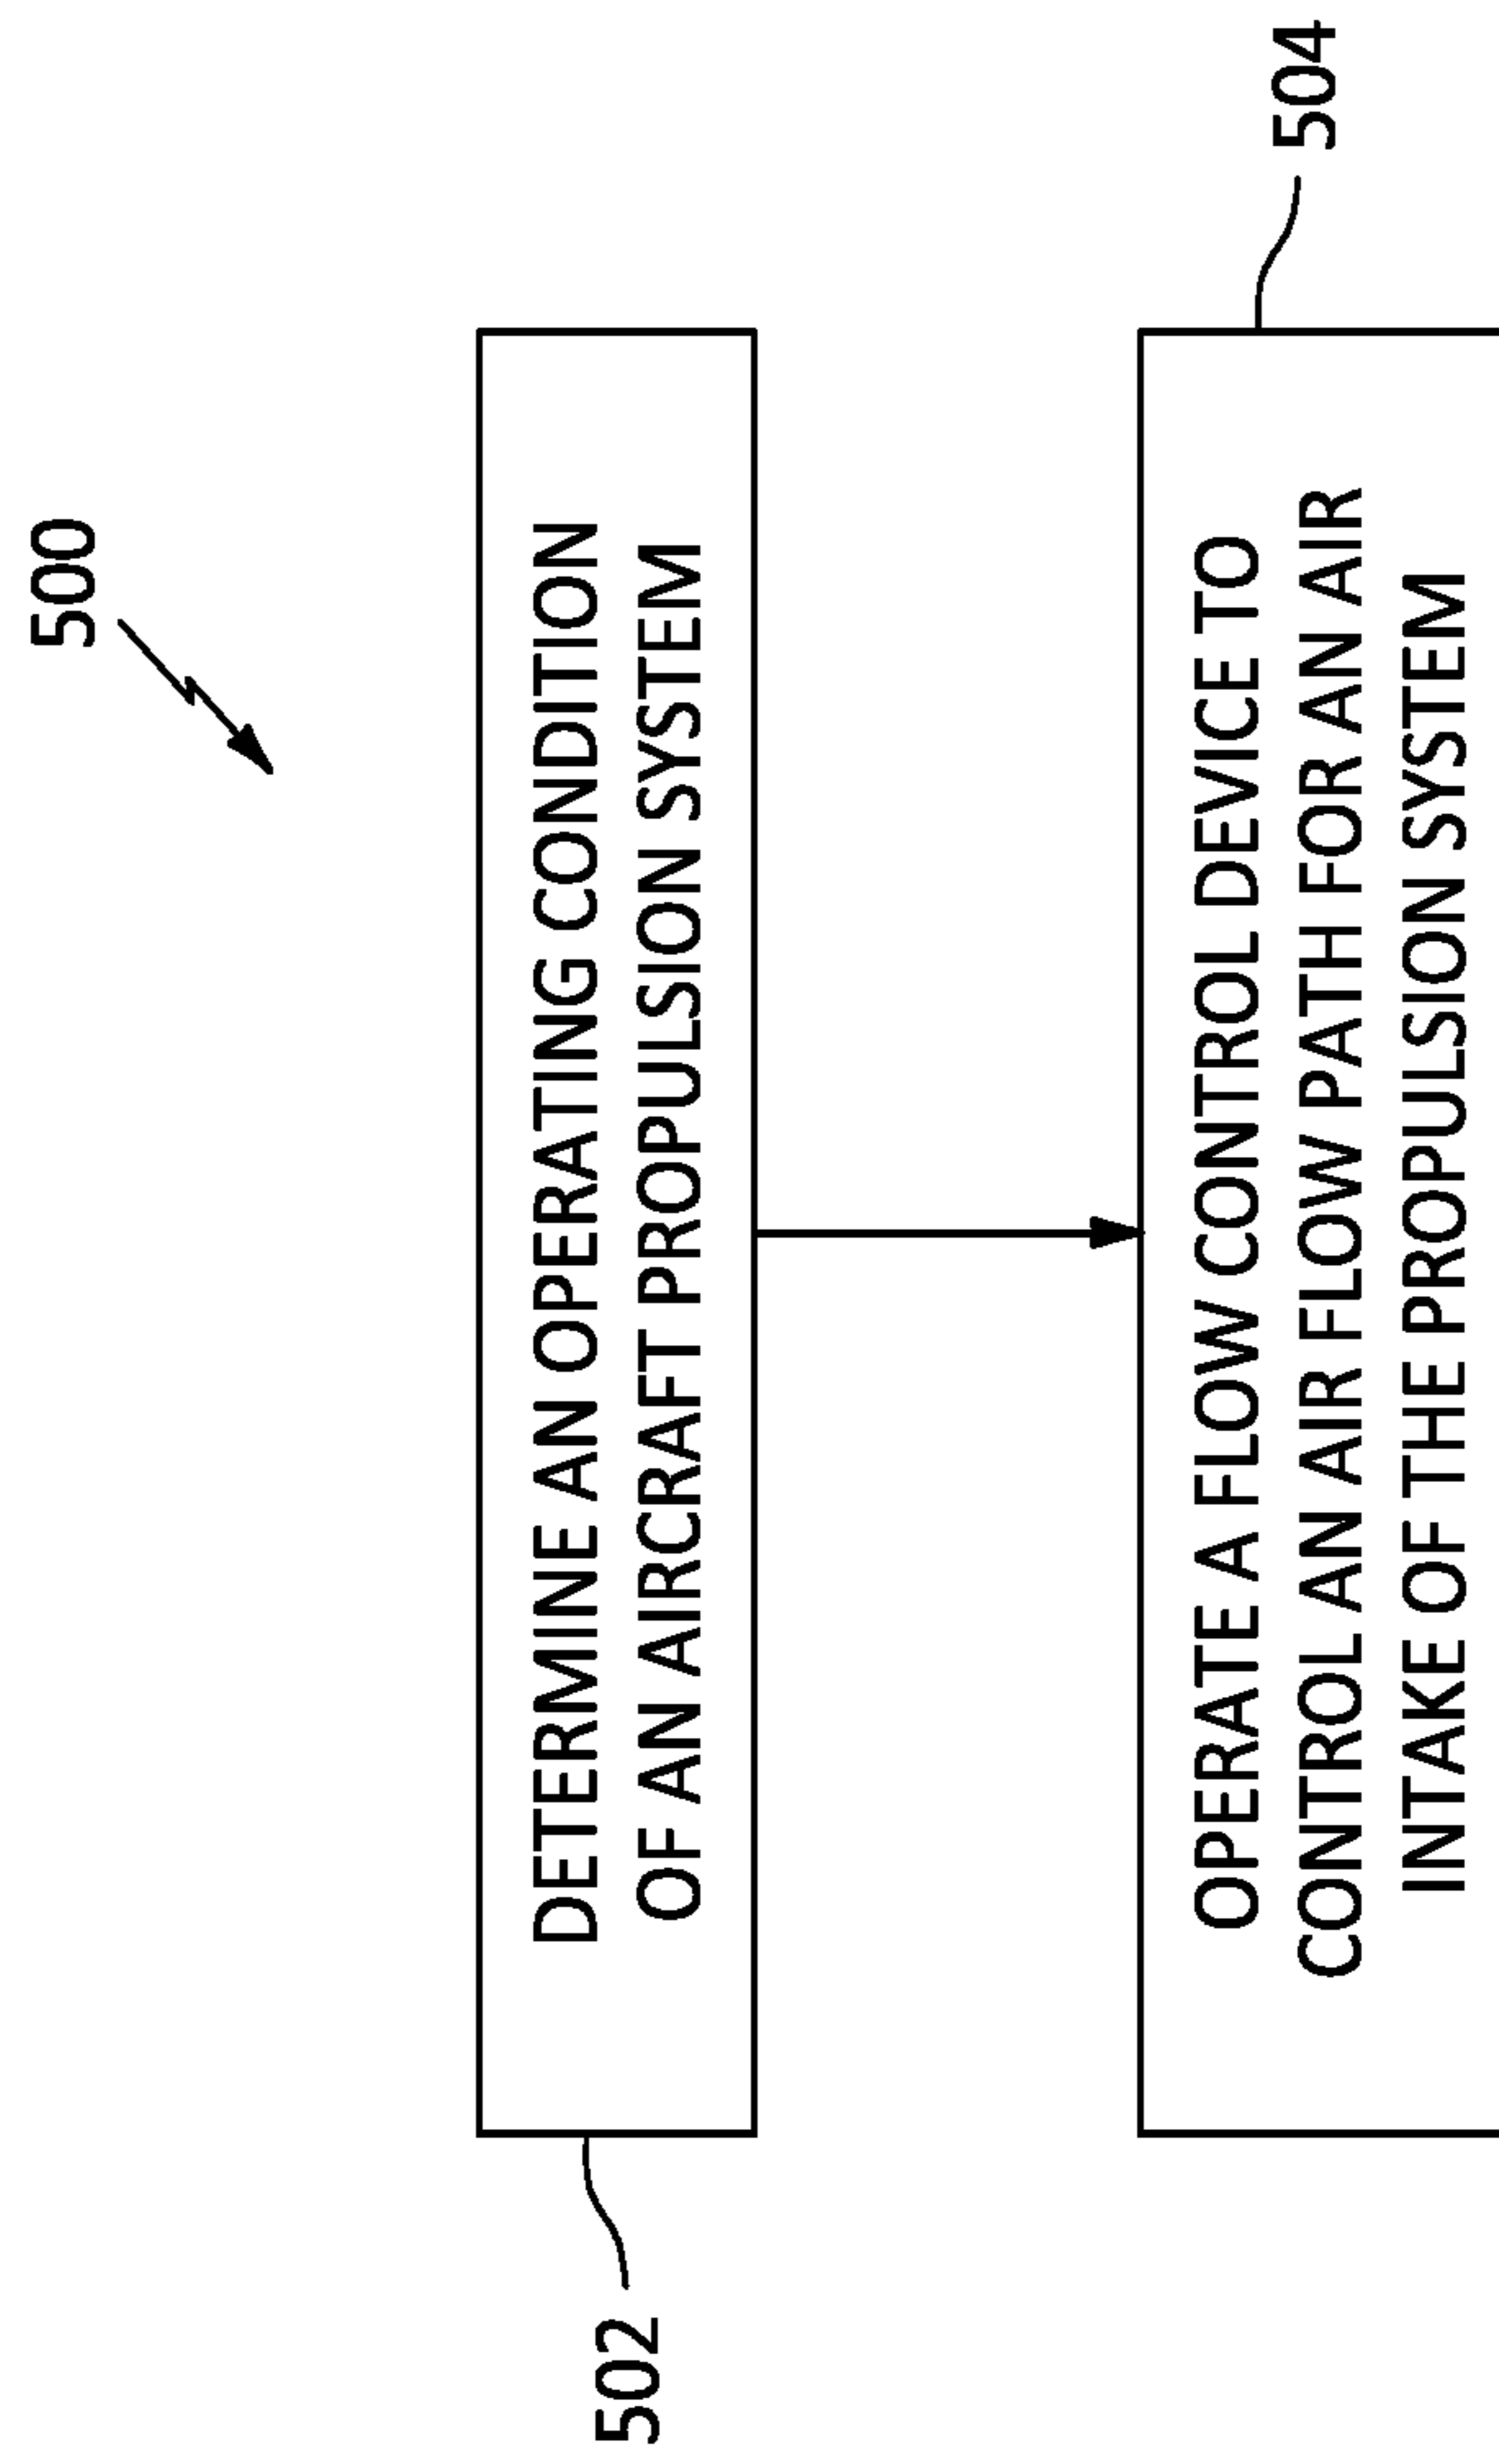 500
DETERMINE AN OPERATING CONDITION
OF AN AIRCRAFT PROPULSION SYSTEM
502
OPERATE A FLOW CONTROL DEVICE TO
CONTROL AN AIR FLOW PATH FOR AN AIR
INTAKE OF THE PROPULSION SYSTEM
504